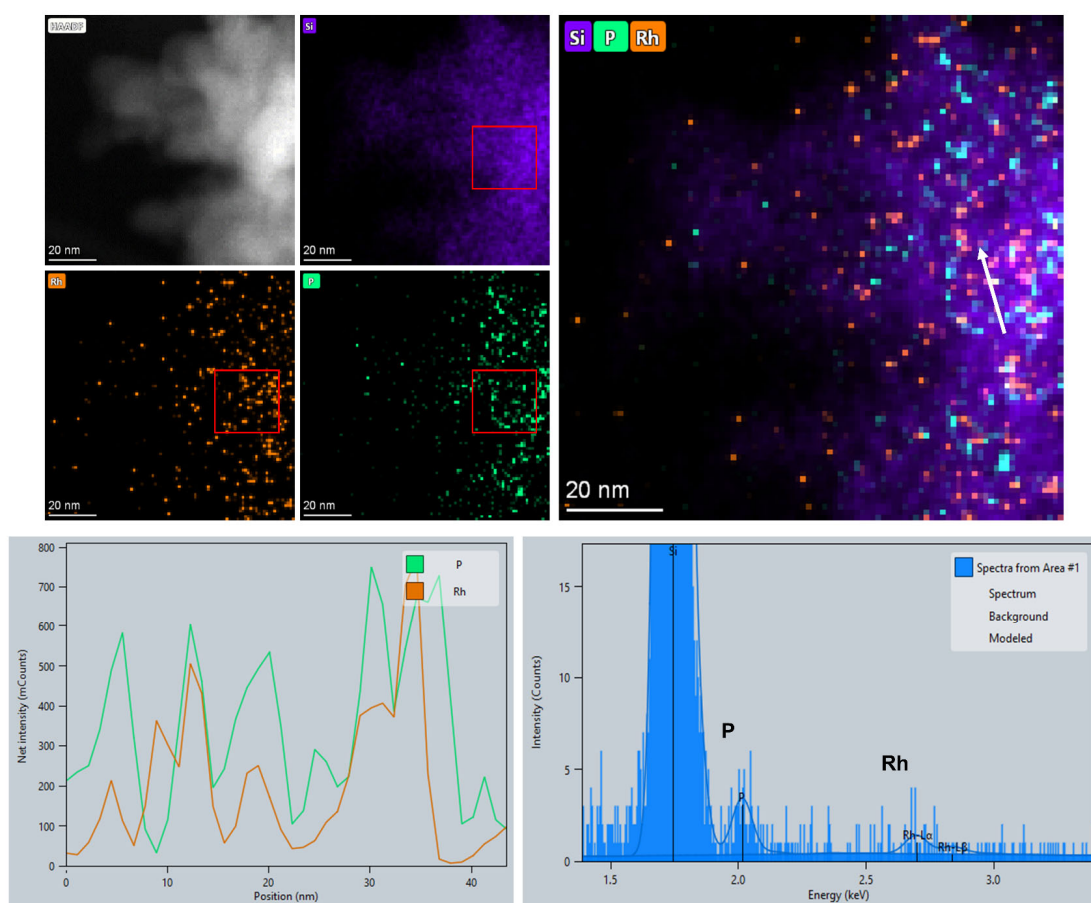 HAADF
Si
Si P Rh
20 nm
20 nm
Rh
P
20 nm
20 nm
20 nm
800
700
600
500
400
300
200
100
0
Net intensity (mCounts)
0 10 20 30 40
Position (nm)
P
Rh
15
10
5
0
Intensity (Counts)
Si
P
Rh
P
Rh-Lα
Rh-Lβ
1.5 2.0 2.5 3.0
Energy (keV)
Spectra from Area #1
Spectrum
Background
Modeled